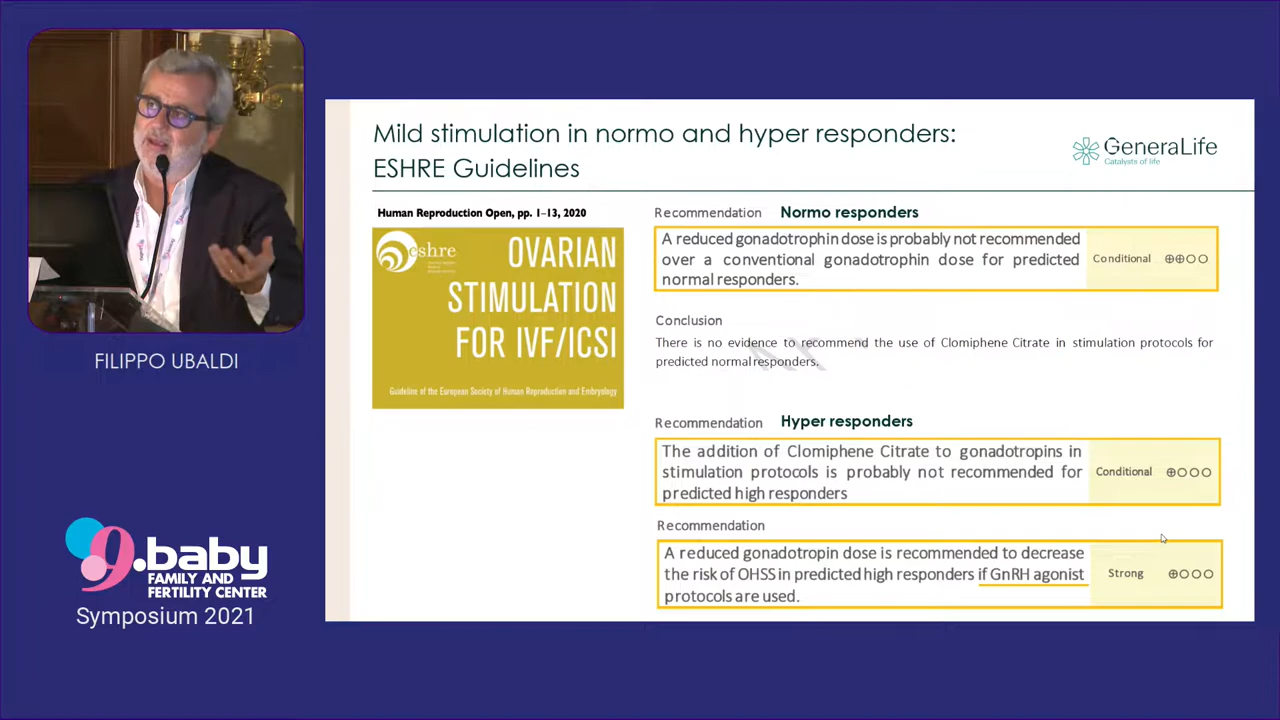 Mild stimulation in normo and hyper responders:
ESHRE Guidelines
GeneraLife
Catalysts of life
Human Reproduction Open, pp. 1–13, 2020
eshre
OVARIAN
STIMULATION
FOR IVF/ICSI
Guideline of the European Society of Human Reproduction and Embryology
Recommendation Normo responders
A reduced gonadotrophin dose is probably not recommended
over a conventional gonadotrophin dose for predicted
normal responders.
Conditional ⊕⊕○○
Conclusion
There is no evidence to recommend the use of Clomiphene Citrate in stimulation protocols for
predicted normal responders.
Recommendation Hyper responders
The addition of Clomiphene Citrate to gonadotropins in
stimulation protocols is probably not recommended for
predicted high responders
Conditional ⊕○○○
Recommendation
A reduced gonadotropin dose is recommended to decrease
the risk of OHSS in predicted high responders if GnRH agonist
protocols are used.
Strong ⊕○○○
FILIPPO UBALDI
9.baby
FAMILY AND
FERTILITY CENTER
Symposium 2021